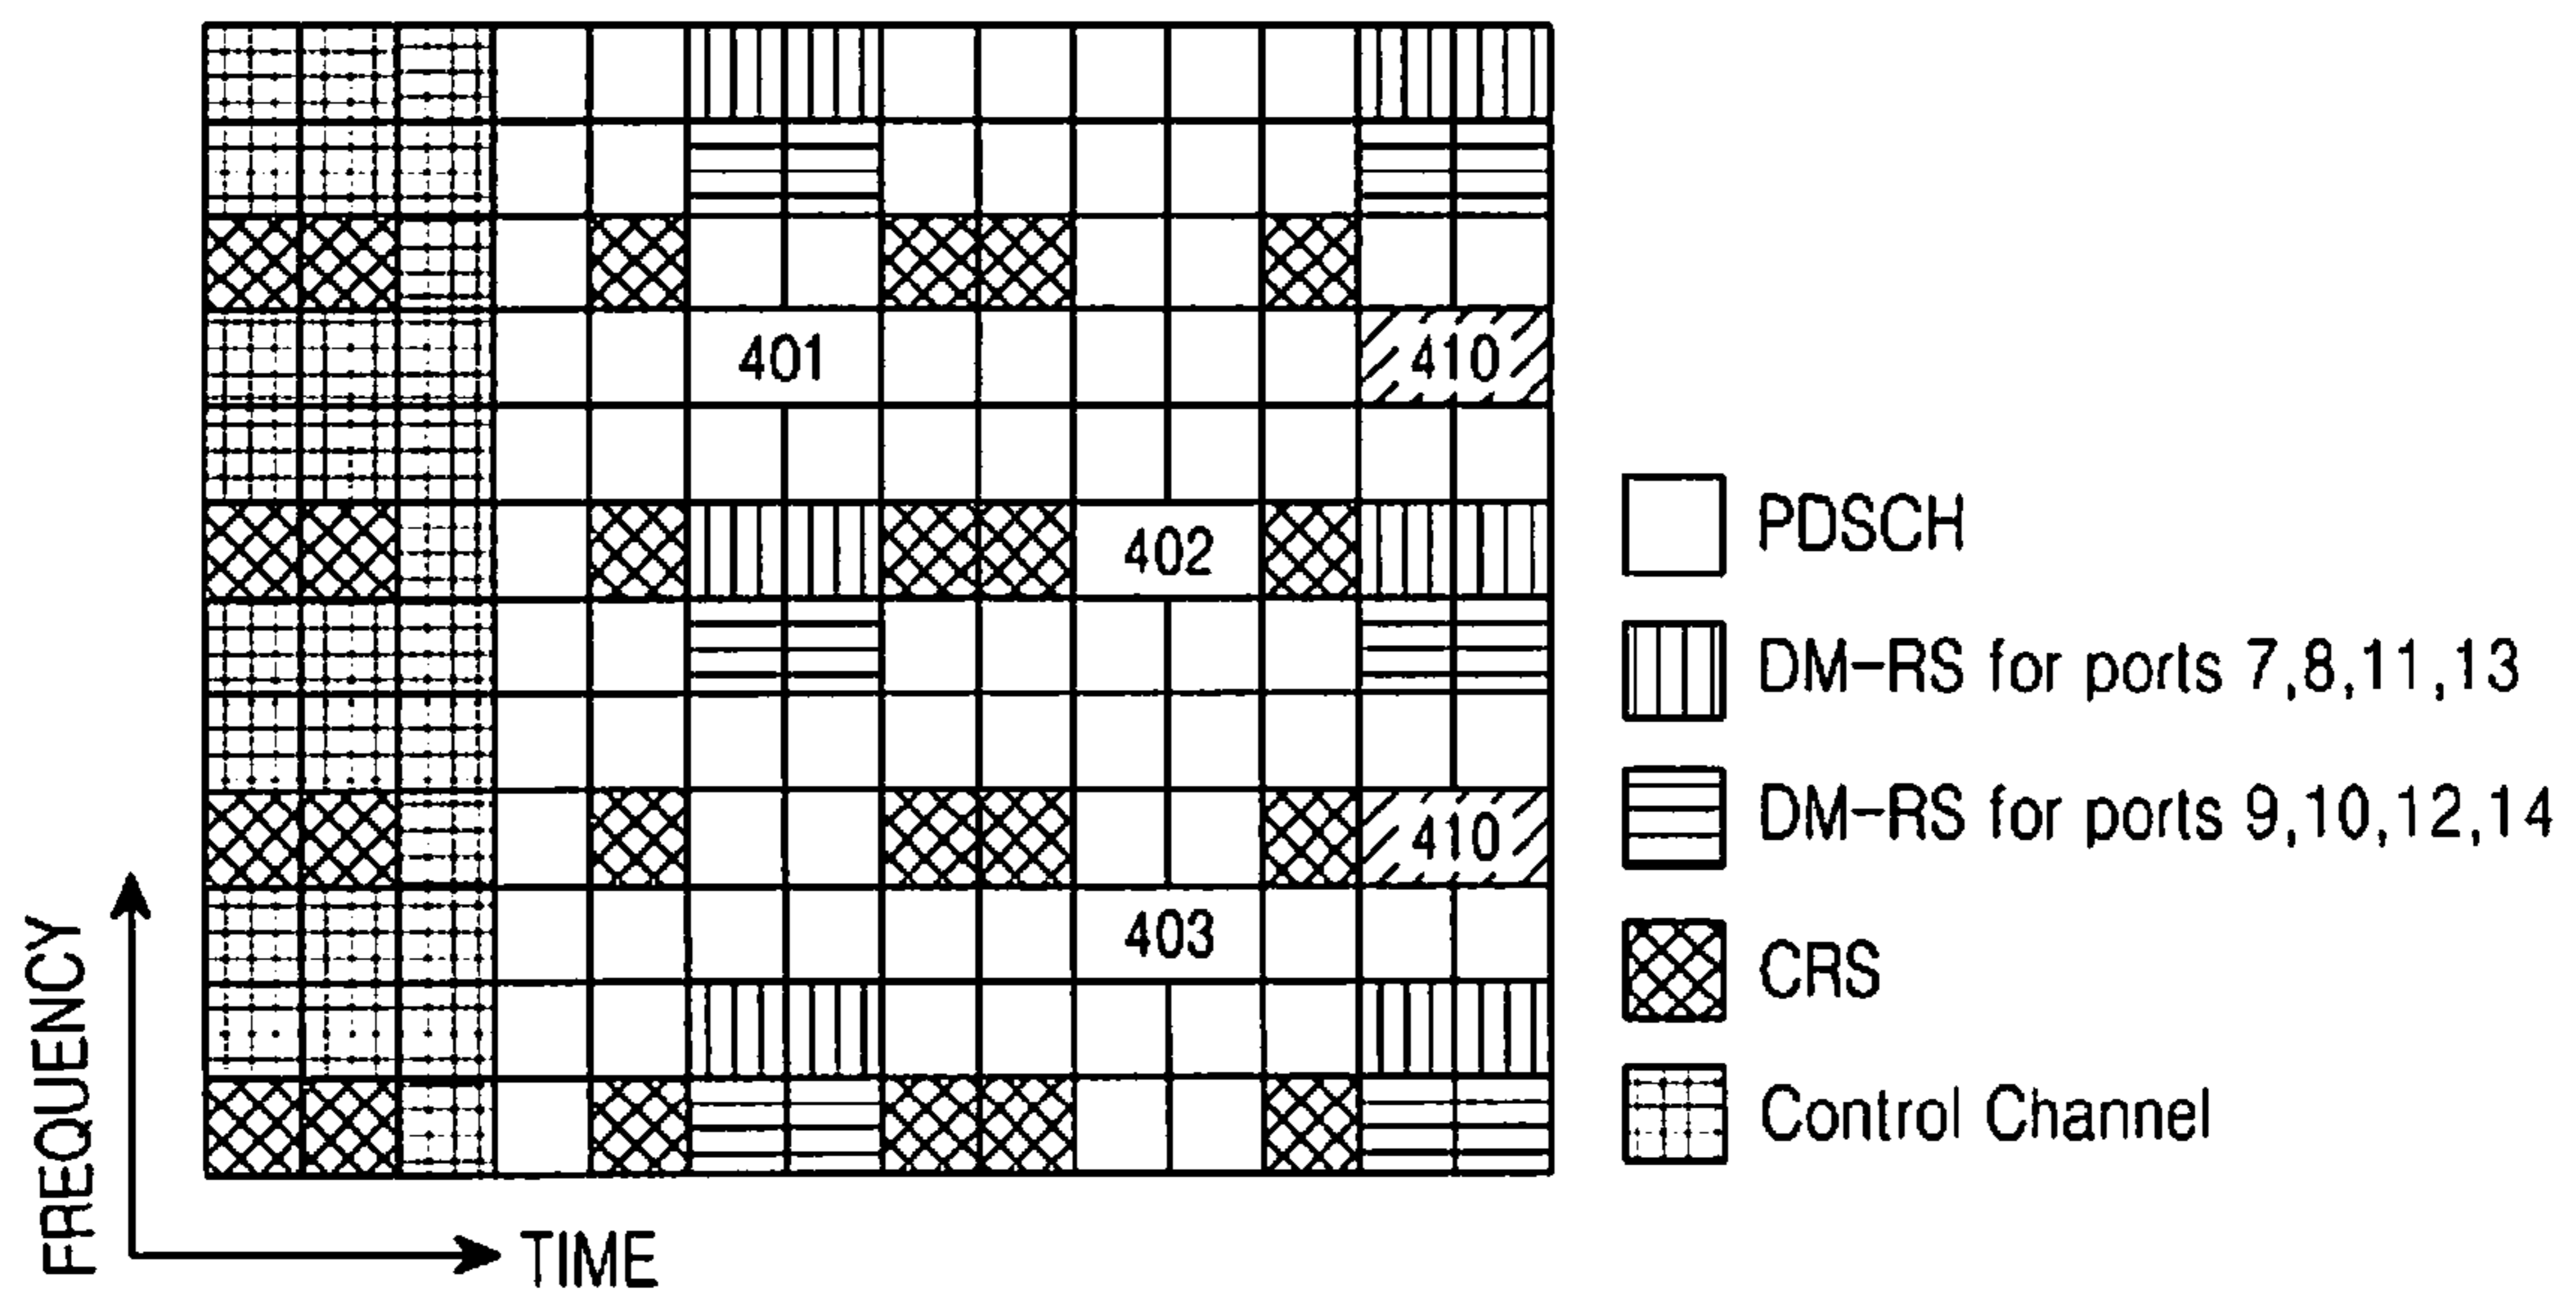 401
410
402
410
403
PDSCH
DM-RS for ports 7,8,11,13
DM-RS for ports 9,10,12,14
CRS
Control Channel
FREQUENCY
TIME